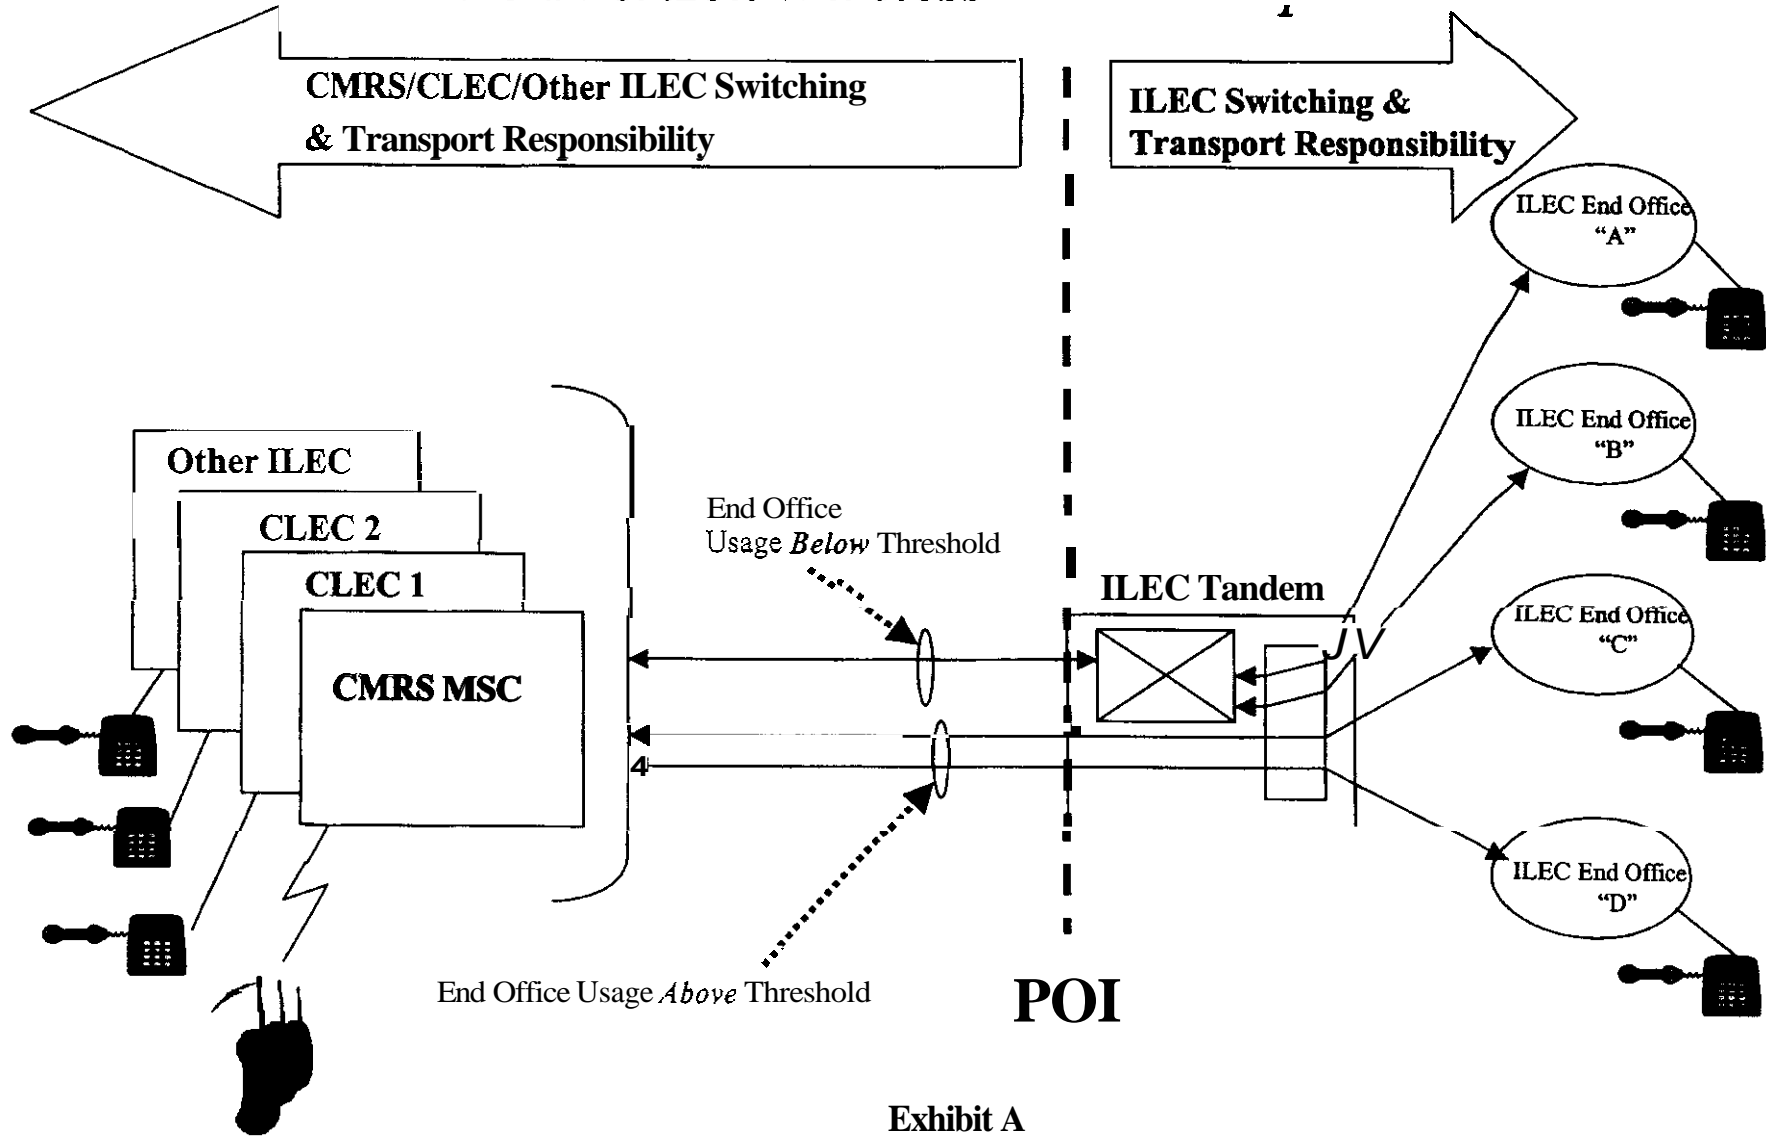 CMRS/CLEC/Other ILEC Switching
& Transport Responsibility
ILEC Switching &
Transport Responsibility
ILEC End Office
“A”
ILEC End Office
“B”
Other ILEC
CLEC 2
CLEC 1
CMRS MSC
End Office
Usage Below Threshold
ILEC Tandem
ILEC End Office
“C”
ILEC End Office
“D”
End Office Usage Above Threshold
POI
Exhibit A